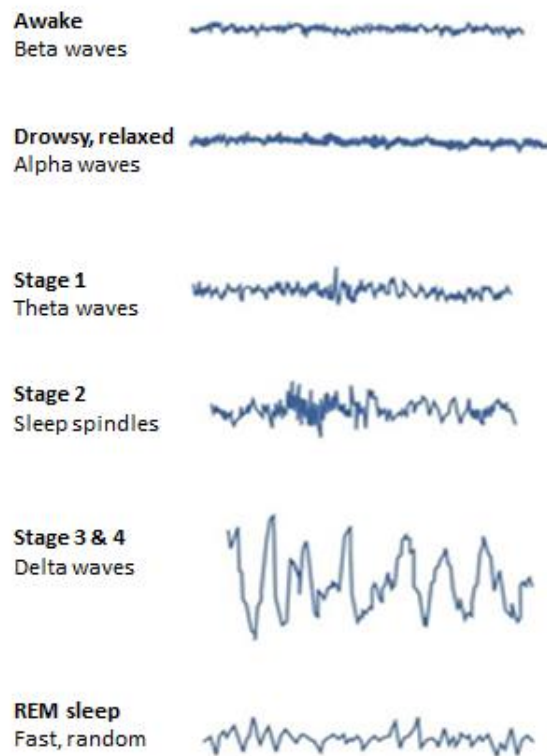 Awake
Beta waves
Drowsy, relaxed
Alpha waves
Stage 1
Theta waves
Stage 2
Sleep spindles
Stage 3 & 4
Delta waves
REM sleep
Fast, random